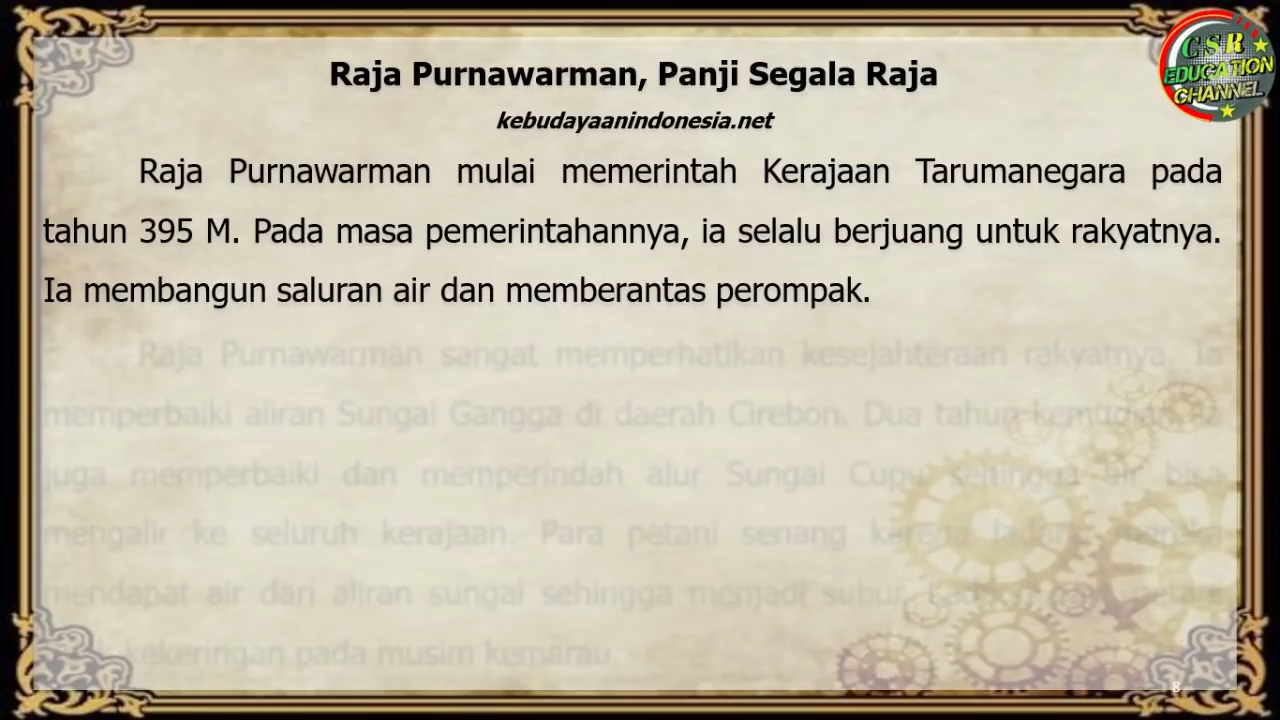 Raja Purnawarman, Panji Segala Raja
kebudayaanindonesia.net
Raja Purnawarman mulai memerintah Kerajaan Tarumanegara pada
tahun 395 M. Pada masa pemerintahannya, ia selalu berjuang untuk rakyatnya.
Ia membangun saluran air dan memberantas perompak.
Raja Purnawarman sangat memperhatikan kesejahteraan rakyatnya. Ia
memperbaiki aliran Sungai Gangga di daerah Cirebon. Dua tahun kemudian, ia
juga memperbaiki dan memperindah alur Sungai Cupu sehingga air bisa
mengalir ke seluruh kerajaan. Para petani senang karena ladang
mendapat air dari aliran sungai sehingga menjadi subur.
kekeringan pada musim kemarau
CSR
EDUCATION
CHANNEL
8